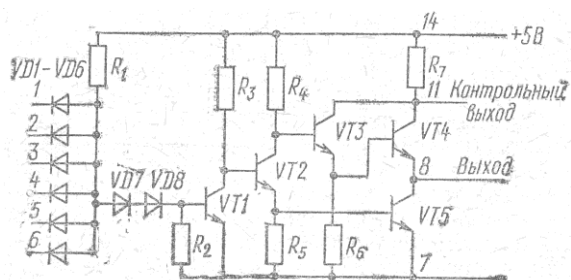 14
+5В
VD1-VD6
R1
R3
R4
R7
11 Контрольный
выход
1
2
3
4
5
6
VT3
VT4
VD7 VD8
VT2
8 Выход
VT1
VT5
R2
R5
R6
7